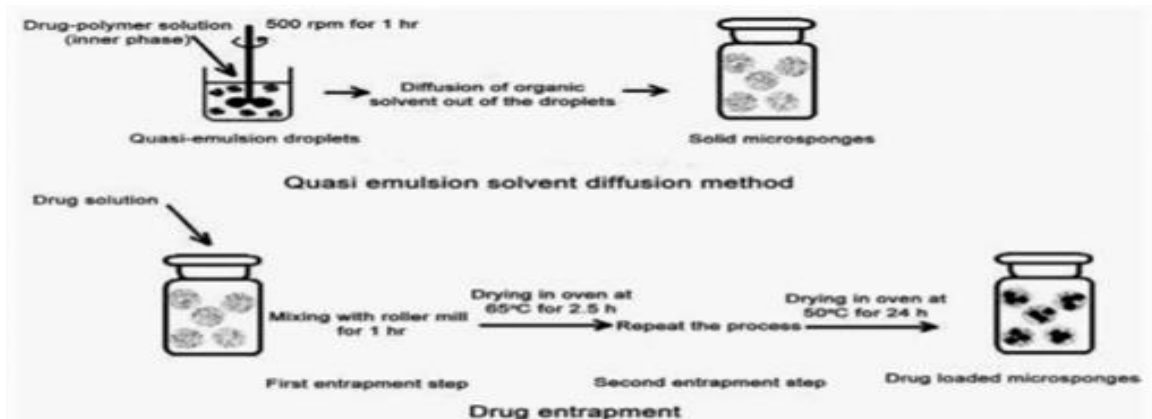 Drug-polymer solution
(inner phase)
500 rpm for 1 hr
Diffusion of organic
solvent out of the droplets
Quasi-emulsion droplets
Solid microsponges
Quasi emulsion solvent diffusion method
Drug solution
Mixing with roller mill
for 1 hr
Drying in oven at
65°C for 2.5 h
Repeat the process
Drying in oven at
50°C for 24 h
First entrapment step
Second entrapment step
Drug loaded microsponges
Drug entrapment